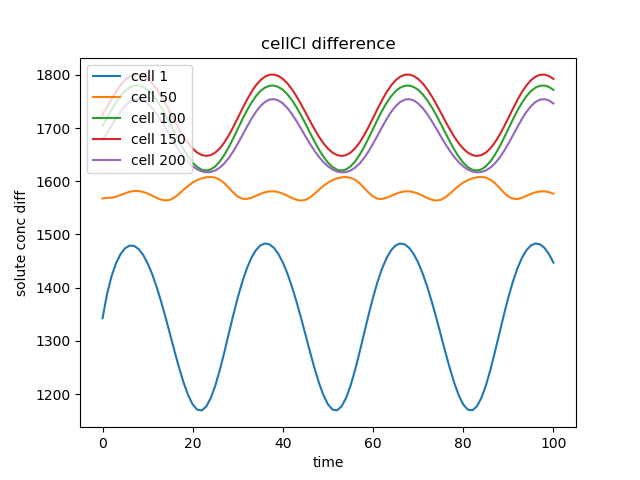 cellCl difference
cell 1
cell 50
cell 100
cell 150
cell 200
solute conc diff
1800
1700
1600
1500
1400
1300
1200
0 20 40 60 80 100
time